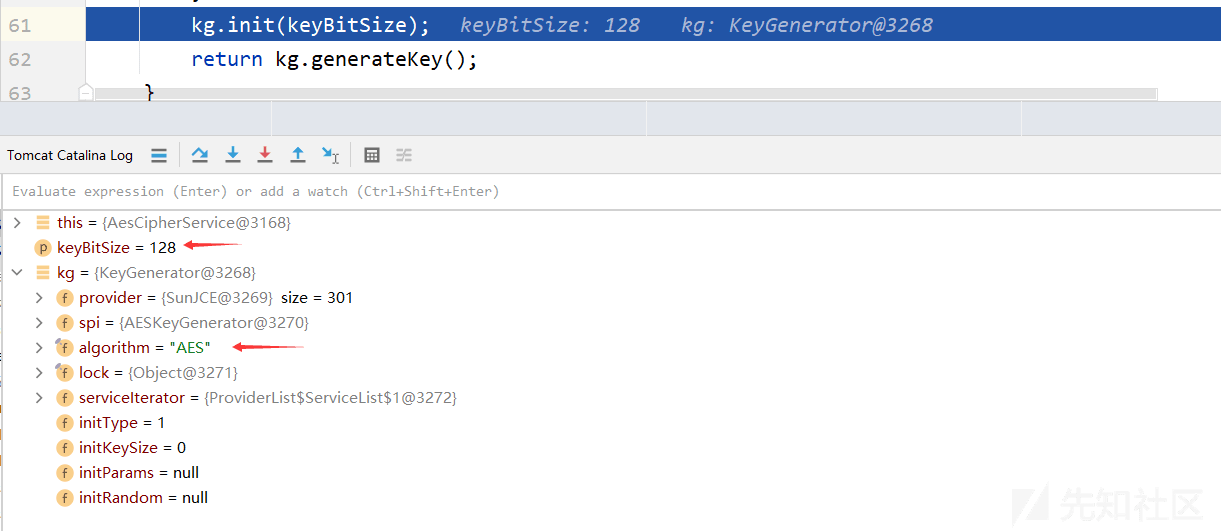 61 kg.init(keyBitSize); keyBitSize: 128 kg: KeyGenerator@3268
62 return kg.generateKey();
63 }
Tomcat Catalina Log
Evaluate expression (Enter) or add a watch (Ctrl+Shift+Enter)
this = {AesCipherService@3168}
p keyBitSize = 128
kg = {KeyGenerator@3268}
f provider = {SunJCE@3269} size = 301
f spi = {AESKeyGenerator@3270}
f algorithm = "AES"
f lock = {Object@3271}
f serviceIterator = {ProviderList$ServiceList$1@3272}
f initType = 1
f initKeySize = 0
f initParams = null
f initRandom = null
先知社区